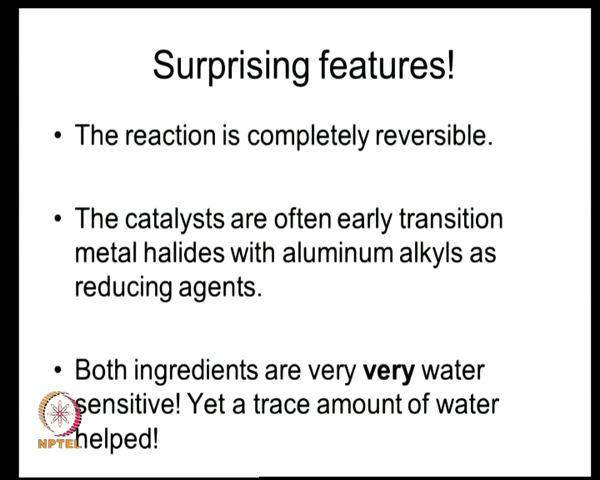 Surprising features!
• The reaction is completely reversible.
• The catalysts are often early transition
metal halides with aluminum alkyls as
reducing agents.
• Both ingredients are very very water
sensitive! Yet a trace amount of water
helped!
NPTEL